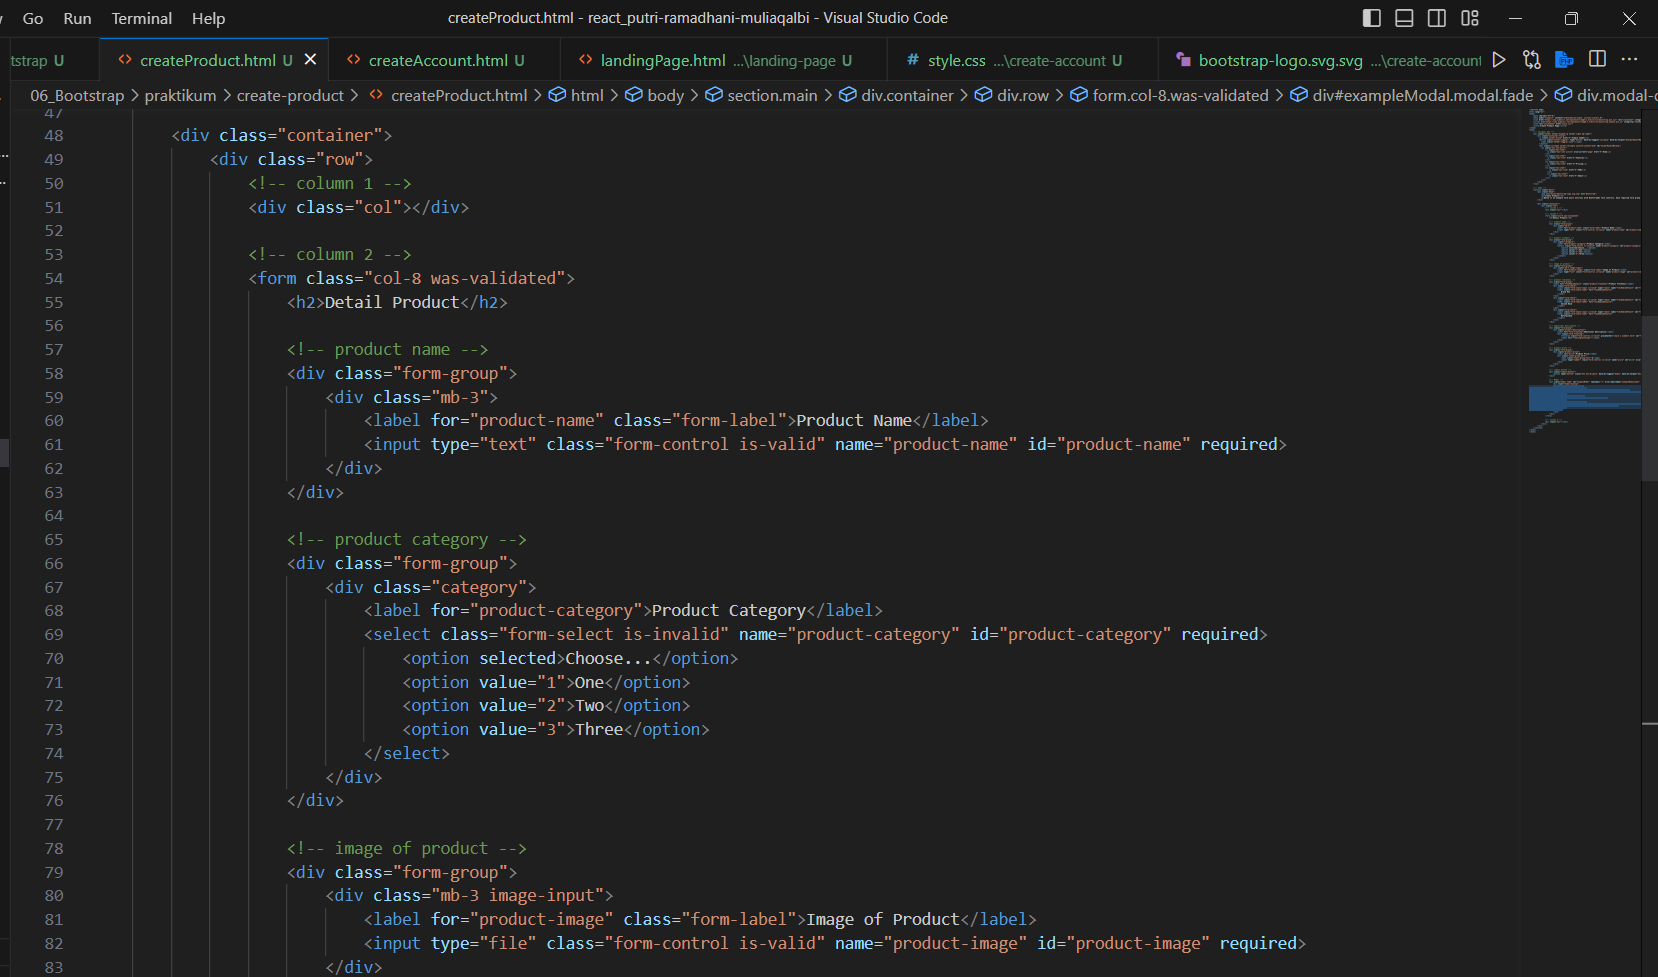 Go Run Terminal Help createProduct.html - react_putri-ramadhani-muliaqalbi - Visual Studio Code
tstrap U createProduct.html U createAccount.html U landingPage.html ...\landing-page U # style.css ...\create-account U bootstrap-logo.svg.svg ...\create-account
06_Bootstrap > praktikum > create-product > createProduct.html > html > body > section.main > div.container > div.row > form.col-8.was-validated > div#exampleModal.modal.fade > div.modal-
47
48 <div class="container">
49 <div class="row">
50 <!-- column 1 -->
51 <div class="col"></div>
52
53 <!-- column 2 -->
54 <form class="col-8 was-validated">
55 <h2>Detail Product</h2>
56
57 <!-- product name -->
58 <div class="form-group">
59 <div class="mb-3">
60 <label for="product-name" class="form-label">Product Name</label>
61 <input type="text" class="form-control is-valid" name="product-name" id="product-name" required>
62 </div>
63 </div>
64
65 <!-- product category -->
66 <div class="form-group">
67 <div class="category">
68 <label for="product-category">Product Category</label>
69 <select class="form-select is-invalid" name="product-category" id="product-category" required>
70 <option selected>Choose...</option>
71 <option value="1">One</option>
72 <option value="2">Two</option>
73 <option value="3">Three</option>
74 </select>
75 </div>
76 </div>
77
78 <!-- image of product -->
79 <div class="form-group">
80 <div class="mb-3 image-input">
81 <label for="product-image" class="form-label">Image of Product</label>
82 <input type="file" class="form-control is-valid" name="product-image" id="product-image" required>
83 </div>